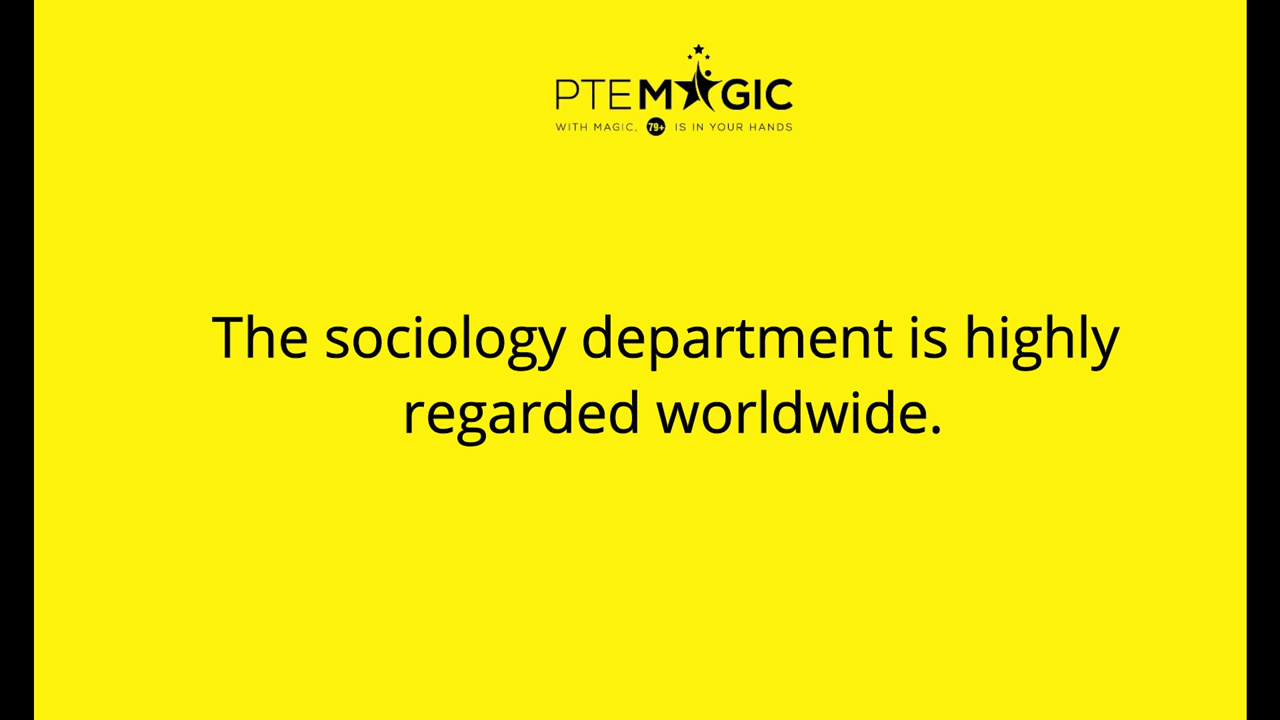 PTEMAGIC
WITH MAGIC, 79+ IS IN YOUR HANDS
The sociology department is highly
regarded worldwide.